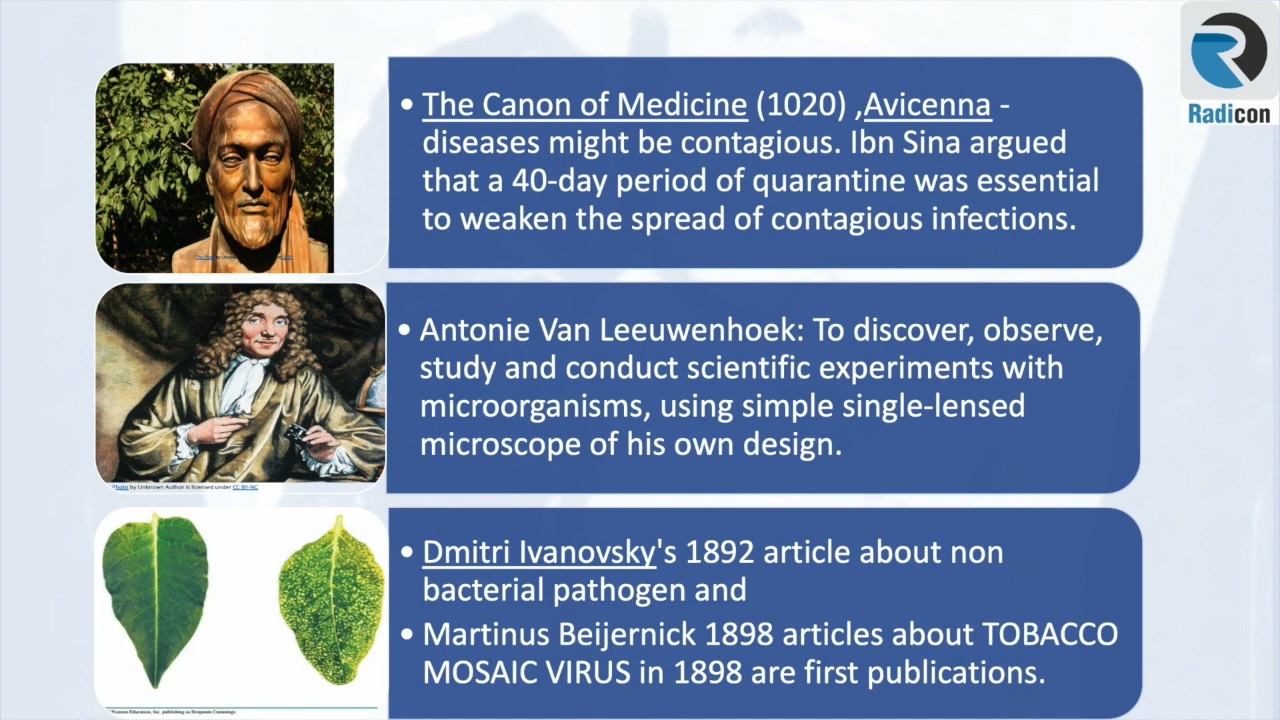 Radicon
• The Canon of Medicine (1020) ,Avicenna -
diseases might be contagious. Ibn Sina argued
that a 40-day period of quarantine was essential
to weaken the spread of contagious infections.
• Antonie Van Leeuwenhoek: To discover, observe,
study and conduct scientific experiments with
microorganisms, using simple single-lensed
microscope of his own design.
Photo by Unknown Author is licensed under CC BY-NC
• Dmitri Ivanovsky's 1892 article about non
bacterial pathogen and
• Martinus Beijernick 1898 articles about TOBACCO
MOSAIC VIRUS in 1898 are first publications.
Pearson Education, Inc. publishing as Benjamin Cummings